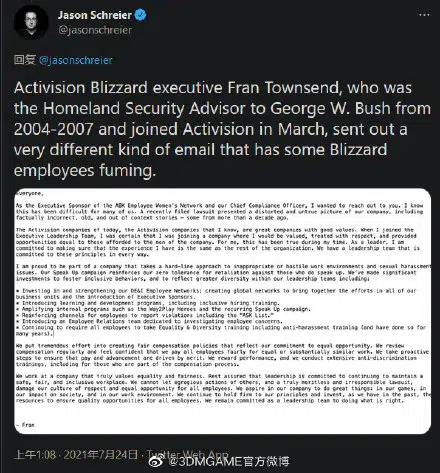 Jason Schreier
@jasonschreier
回复 @jasonschreier
Activision Blizzard executive Fran Townsend, who was
the Homeland Security Advisor to George W. Bush from
2004-2007 and joined Activision in March, sent out a
very different kind of email that has some Blizzard
employees fuming.
Everyone,
As the Executive Sponsor of the ABK Employee Women's Network and our Chief Compliance Officer, I wanted to reach out to you. I know
this has been difficult for many of us. A recently filed lawsuit presented a distorted and untrue picture of our company, including
factually incorrect, old, and out of context stories – some from more than a decade ago.
The Activision companies of today, the Activision companies that I know, are great companies with good values. When I joined the
Executive Leadership Team, I was certain that I was joining a company where I would be valued, treated with respect, and provided
opportunities equal to those afforded to the men of the company. For me, this has been true during my time. As a leader, I am
committed to making sure that the experience I have is the same as the rest of the organization. We have a leadership team that is
committed to these principles in every way.
I am proud to be part of a company that takes a hard-line approach to inappropriate or hostile work environments and sexual harassment
issues. Our Speak Up campaign reinforces our zero tolerance for retaliation against those who do speak up. We've made significant
investments to foster inclusive behaviors, and to reflect greater diversity within our leadership teams including:
• Investing in and strengthening our DE&I Employee Networks; creating global networks to bring together the efforts in all of our
business units and the introduction of Executive Sponsors.
• Introducing learning and development programs, including inclusive hiring training.
• Amplifying internal programs such as the Way2Play Heroes and the recurring Speak Up campaign.
• Reinforcing channels for employees to report violations including the "ASK List."
• Introducing an Employee Relations team dedicated to investigating employee concerns.
• Continuing to require all employees to take Equality & Diversity training including anti-harassment training (and have done so for
many years).
We put tremendous effort into creating fair compensation policies that reflect our commitment to equal opportunity. We review
compensation regularly and feel confident that we pay all employees fairly for equal or substantially similar work. We take proactive
steps to ensure that pay and advancement are driven by merit. We reward performance, and we conduct extensive anti-discrimination
trainings, including for those who are part of the compensation process.
We work at a company that truly values equality and fairness. Rest assured that leadership is committed to continuing to maintain a
safe, fair, and inclusive workplace. We cannot let egregious actions of others, and a truly meritless and irresponsible lawsuit,
damage our culture of respect and equal opportunity for all employees. We aspire in our company to do great things: in our games, in
our impact on society, and in our work environment. We continue to hold firm to our principles and invest, as we have in the past, the
resources to ensure quality opportunities for all employees. We remained committed as a leadership team to doing what is right.
– Fran
上午1:08 · 2021年7月24日 · Twitter Web App
@3DMGAME官方微博